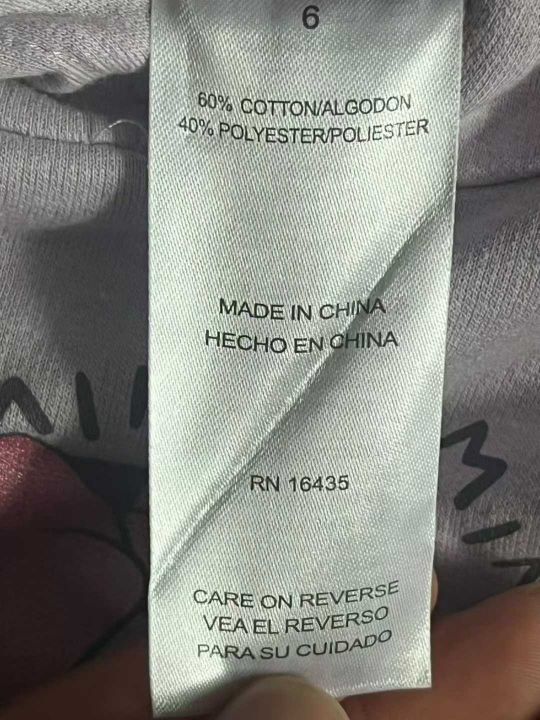 6
60% COTTON/ALGODON
40% POLYESTER/POLIESTER
MADE IN CHINA
HECHO EN CHINA
RN 16435
CARE ON REVERSE
VEA EL REVERSO
PARA SU CUIDADO